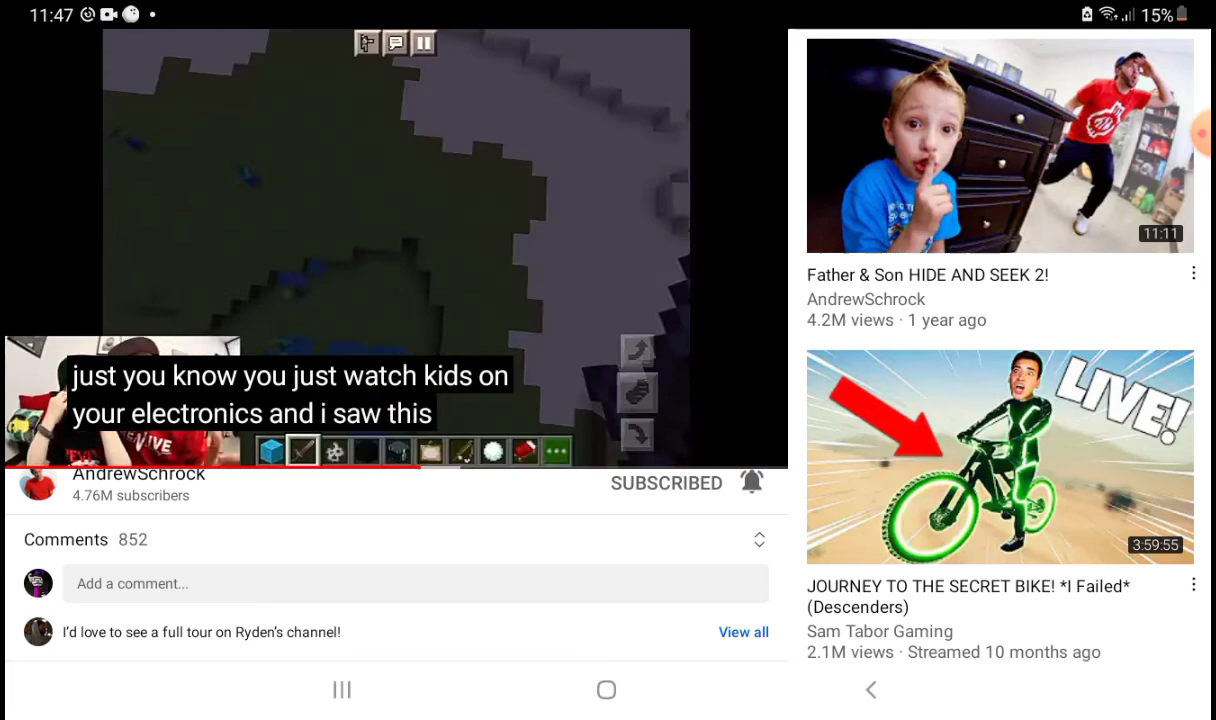 11:47
15%
just you know you just watch kids on
your electronics and i saw this
AndrewSchrock
4.76M subscribers
SUBSCRIBED
Comments 852
Add a comment...
I'd love to see a full tour on Ryden's channel!
View all
11:11
Father & Son HIDE AND SEEK 2!
AndrewSchrock
4.2M views · 1 year ago
LIVE!
3:59:55
JOURNEY TO THE SECRET BIKE! *I Failed*
(Descenders)
Sam Tabor Gaming
2.1M views · Streamed 10 months ago